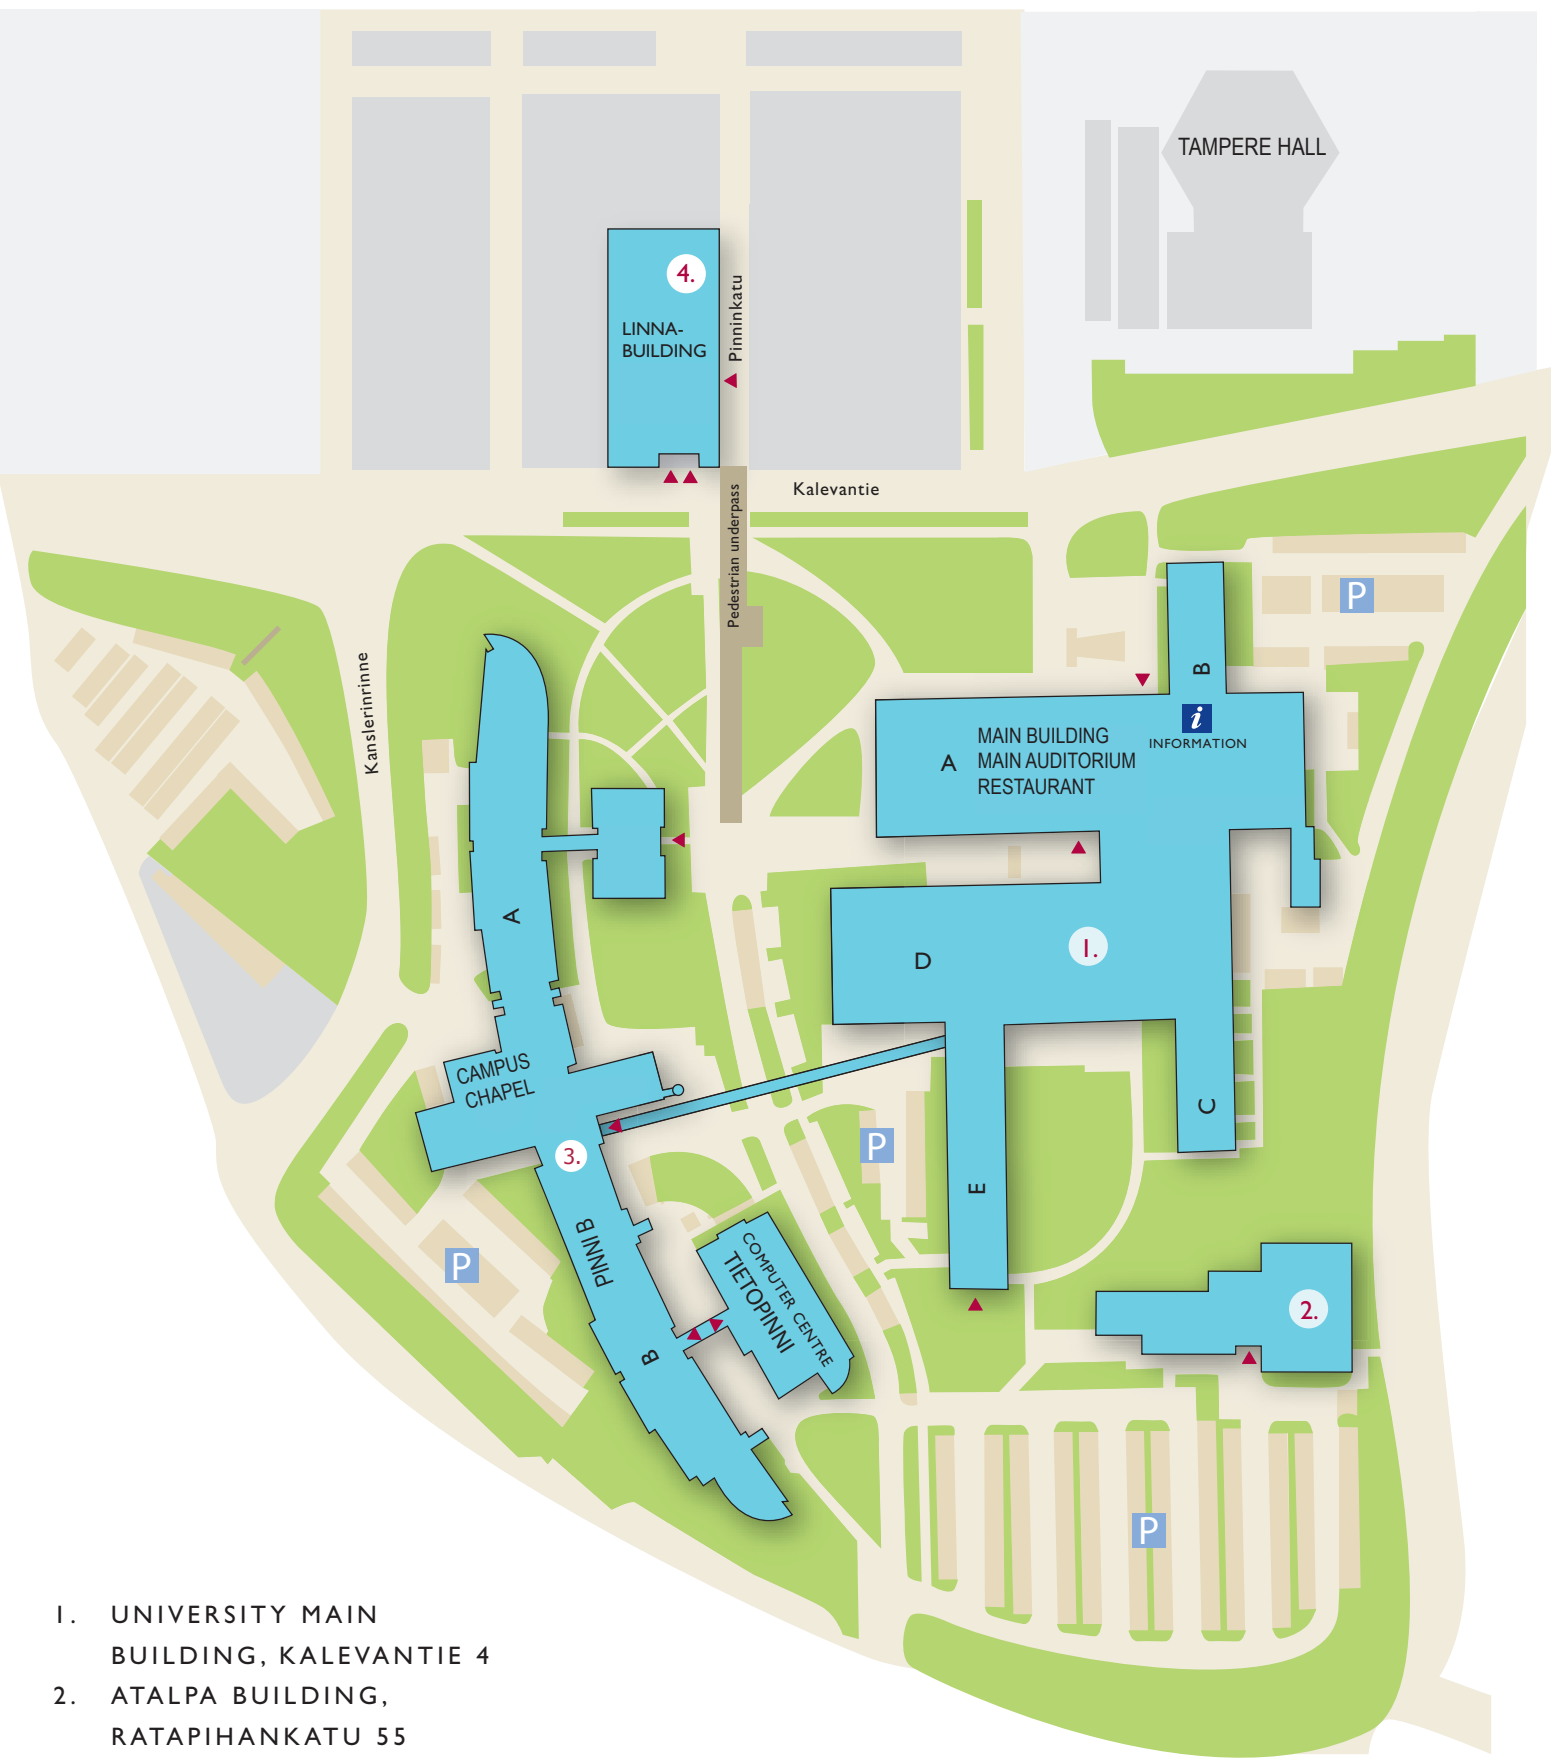 TAMPERE HALL
4.
LINNA-
BUILDING
Pinninkatu
Kalevantie
Pedestrian underpass
P
Kanslerinrinne
B
i
INFORMATION
MAIN BUILDING
A MAIN AUDITORIUM
RESTAURANT
A
D
1.
CAMPUS
CHAPEL
C
P
3.
E
PINNI B
P
COMPUTER CENTRE
TIETOPINNI
2.
B
P
1. UNIVERSITY MAIN
BUILDING, KALEVANTIE 4
2. ATALPA BUILDING,
RATAPIHANKATU 55